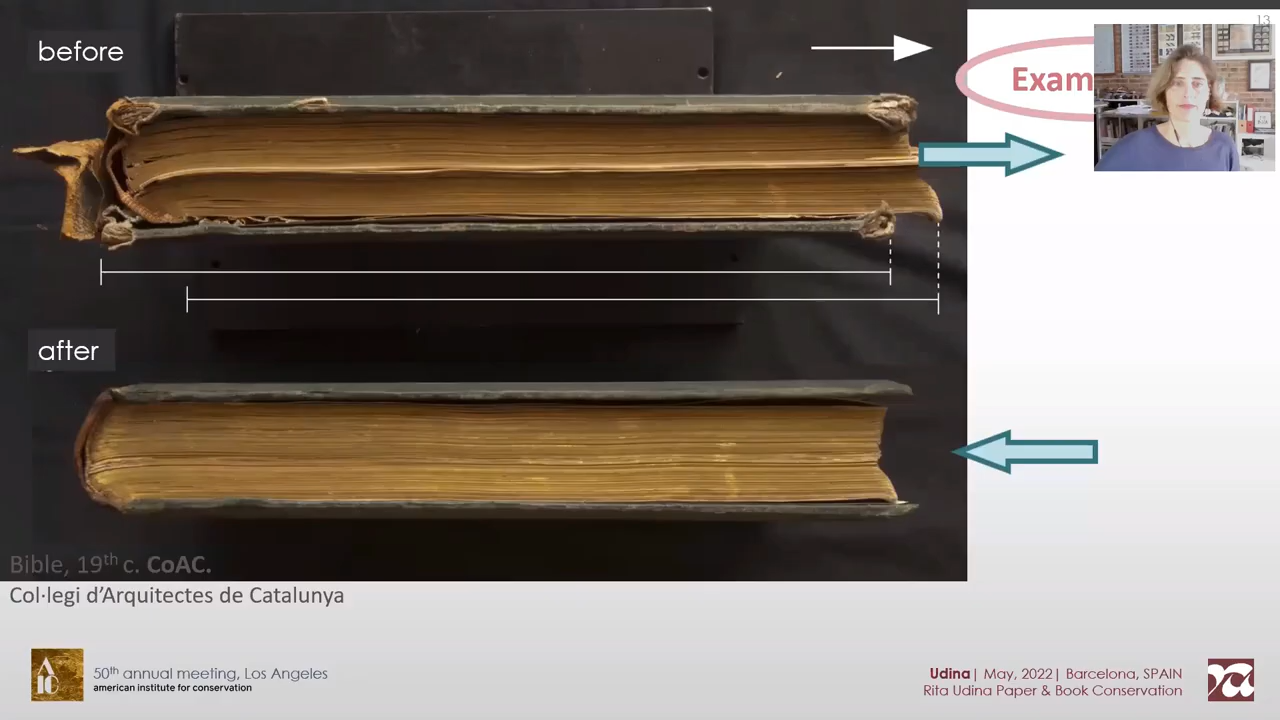 13
before
Exam
after
Bible, 19th c. CoAC.
Col·legi d'Arquitectes de Catalunya
50th annual meeting, Los Angeles
american institute for conservation
Udina| May, 2022| Barcelona, SPAIN
Rita Udina Paper & Book Conservation